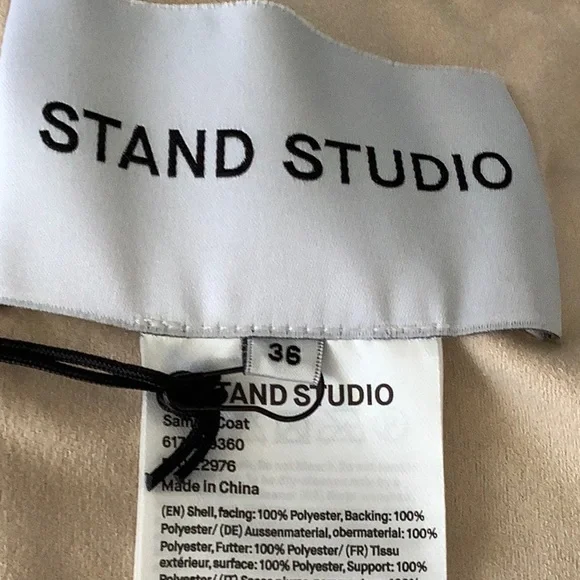 STAND STUDIO
36
STAND STUDIO
Coat
Made in China
(EN) Shell, facing: 100% Polyester, Backing: 100%
Polyester/ (DE) Aussenmaterial, obermaterial: 100%
Polyester, Futter: 100% Polyester/ (FR) Tissu
extérieur, surface: 100% Polyester, Support: 100%